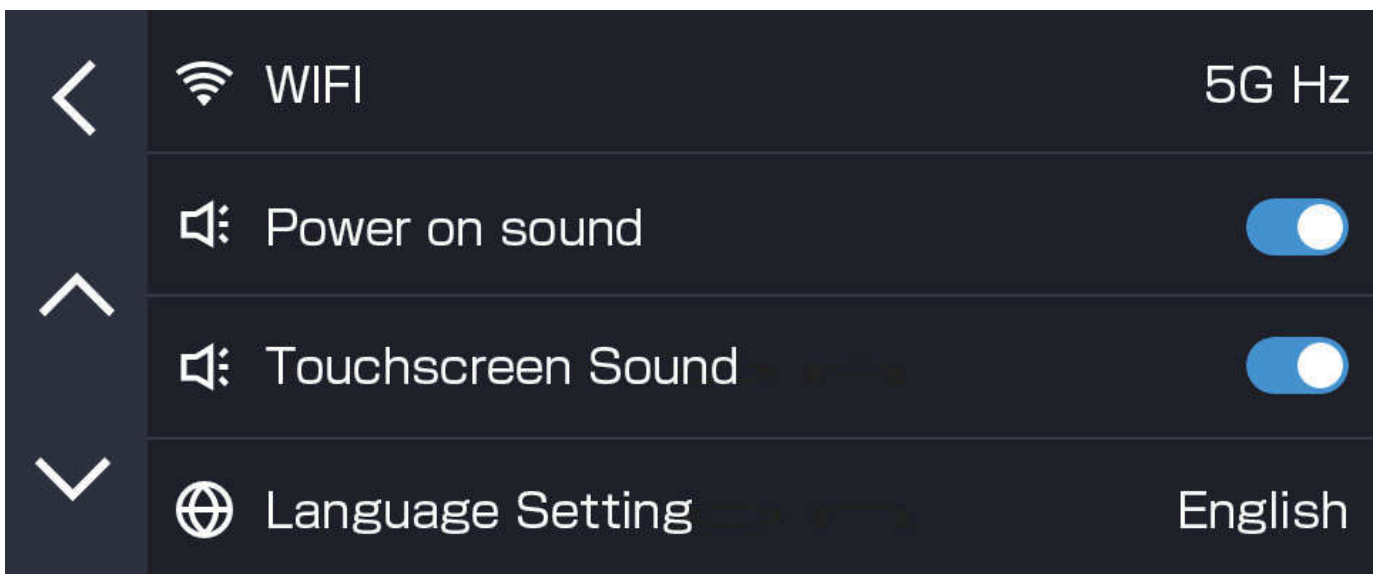 WIFI 5G Hz
Power on sound
Touchscreen Sound
Language Setting English